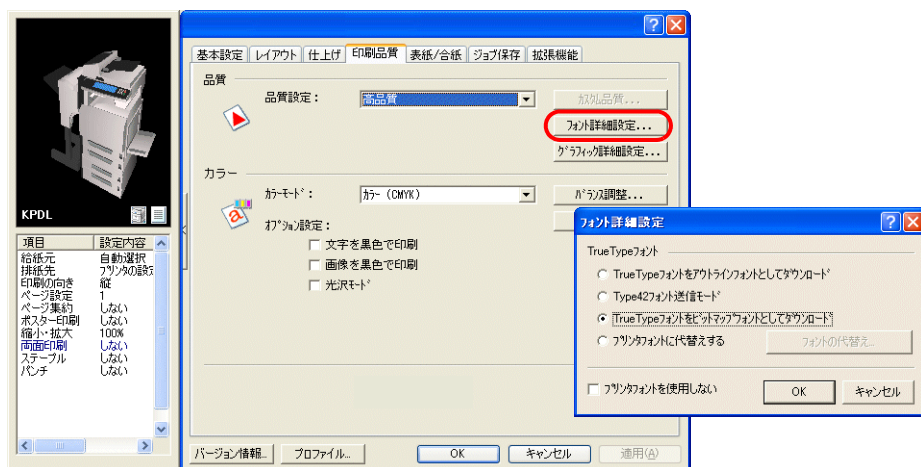 KPDL
項目 設定内容
給紙元 自動選択
排紙先 プリンタの設定
印刷の向き 縦
ページ設定 1
ページ集約 しない
ポスター印刷 しない
縮小・拡大 100%
両面印刷 しない
ステープル しない
パンチ しない
基本設定 レイアウト 仕上げ 印刷品質 表紙/合紙 ジョブ保存 拡張機能
品質
品質設定： 高品質 カスタム品質...
フォント詳細設定...
グラフィック詳細設定...
カラー
カラーモード： カラー (CMYK) バランス調整...
オプション設定：
文字を黒色で印刷
画像を黒色で印刷
光沢モード
バージョン情報... プロファイル... OK キャンセル 適用(A)
フォント詳細設定
TrueTypeフォント
TrueTypeフォントをアウトラインフォントとしてダウンロード
Type42フォント送信モード
TrueTypeフォントをビットマップフォントとしてダウンロード
プリンタフォントに代替えする フォントの代替え...
プリンタフォントを使用しない OK キャンセル